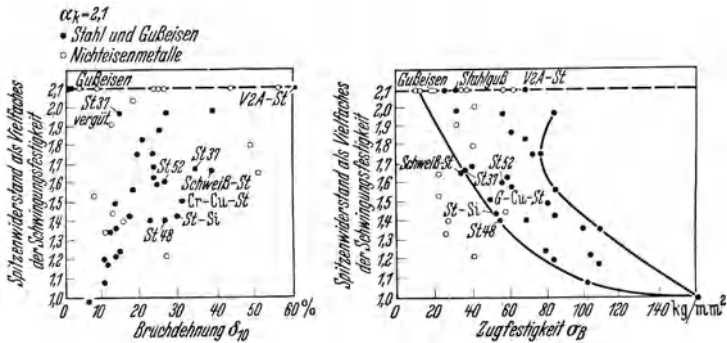 αk=2,1
• Stahl und Gußeisen
○ Nichteisenmetalle
Spitzenwiderstand als Vielfaches
der Schwingungsfestigkeit
2,1
2,0
1,9
1,8
1,7
1,6
1,5
1,4
1,3
1,2
1,1
1,0
Gußeisen
V2A-St
St.37
vergüt.
St.52
St.37
Schweiß-St
Cr-Cu-St
St-Si
St.48
0 10 20 30 40 50 60 %
Bruchdehnung δ10
Spitzenwiderstand als Vielfaches
der Schwingungsfestigkeit
2,1
2,0
1,9
1,8
1,7
1,6
1,5
1,4
1,3
1,2
1,1
1,0
Gußeisen Stahlguß V2A-St
Schweiß-St
St.52
St.37
G-Cu-St
St-Si
St.48
0 20 40 60 80 100 140 kg/mm²
Zugfestigkeit σB